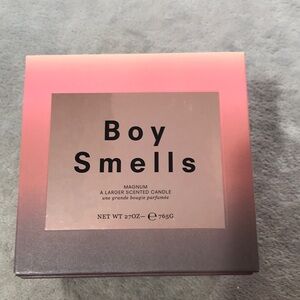 Boy
Smells
MAGNUM
A LARGER SCENTED CANDLE
une grande bougie parfumée
NET WT 27OZ– ℮ 765G